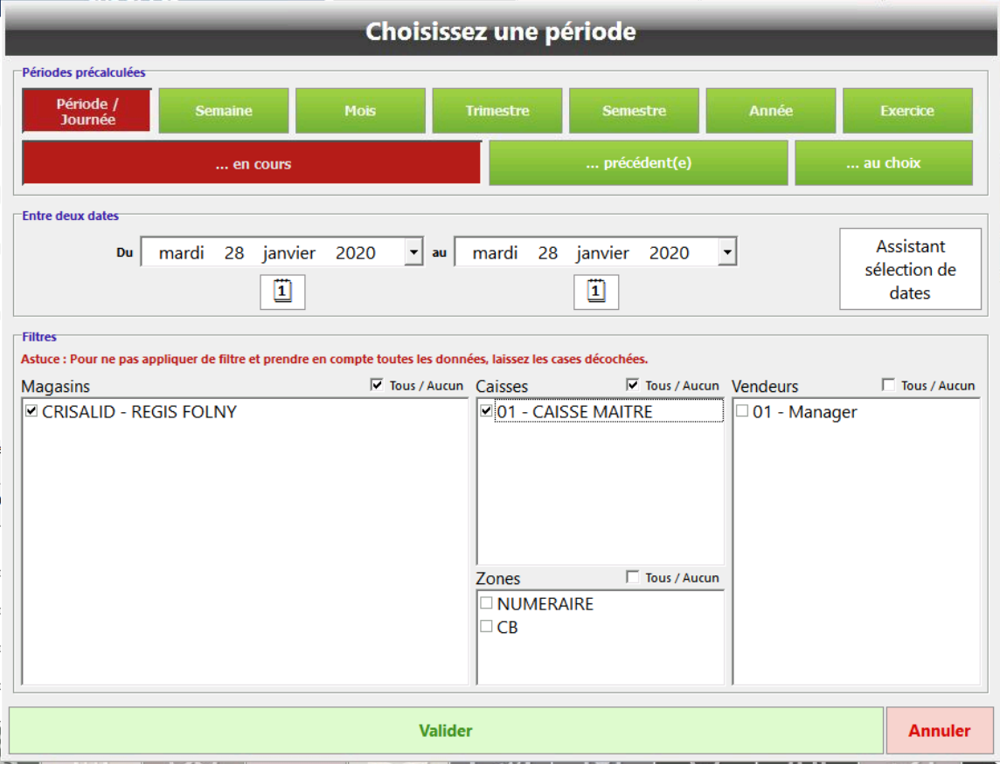 Choisissez une période
Périodes précalculées
Période /
Journée
Semaine
Mois
Trimestre
Semestre
Année
Exercice
... en cours
... précédent(e)
... au choix
Entre deux dates
Du mardi 28 janvier 2020 au mardi 28 janvier 2020
1
1
Assistant
sélection de
dates
Filtres
Astuce : Pour ne pas appliquer de filtre et prendre en compte toutes les données, laissez les cases décochées.
Magasins
Tous / Aucun
CRISALID - REGIS FOLNY
Caisses
Tous / Aucun
01 - CAISSE MAITRE
Zones
Tous / Aucun
NUMERAIRE
CB
Vendeurs
Tous / Aucun
01 - Manager
Valider
Annuler